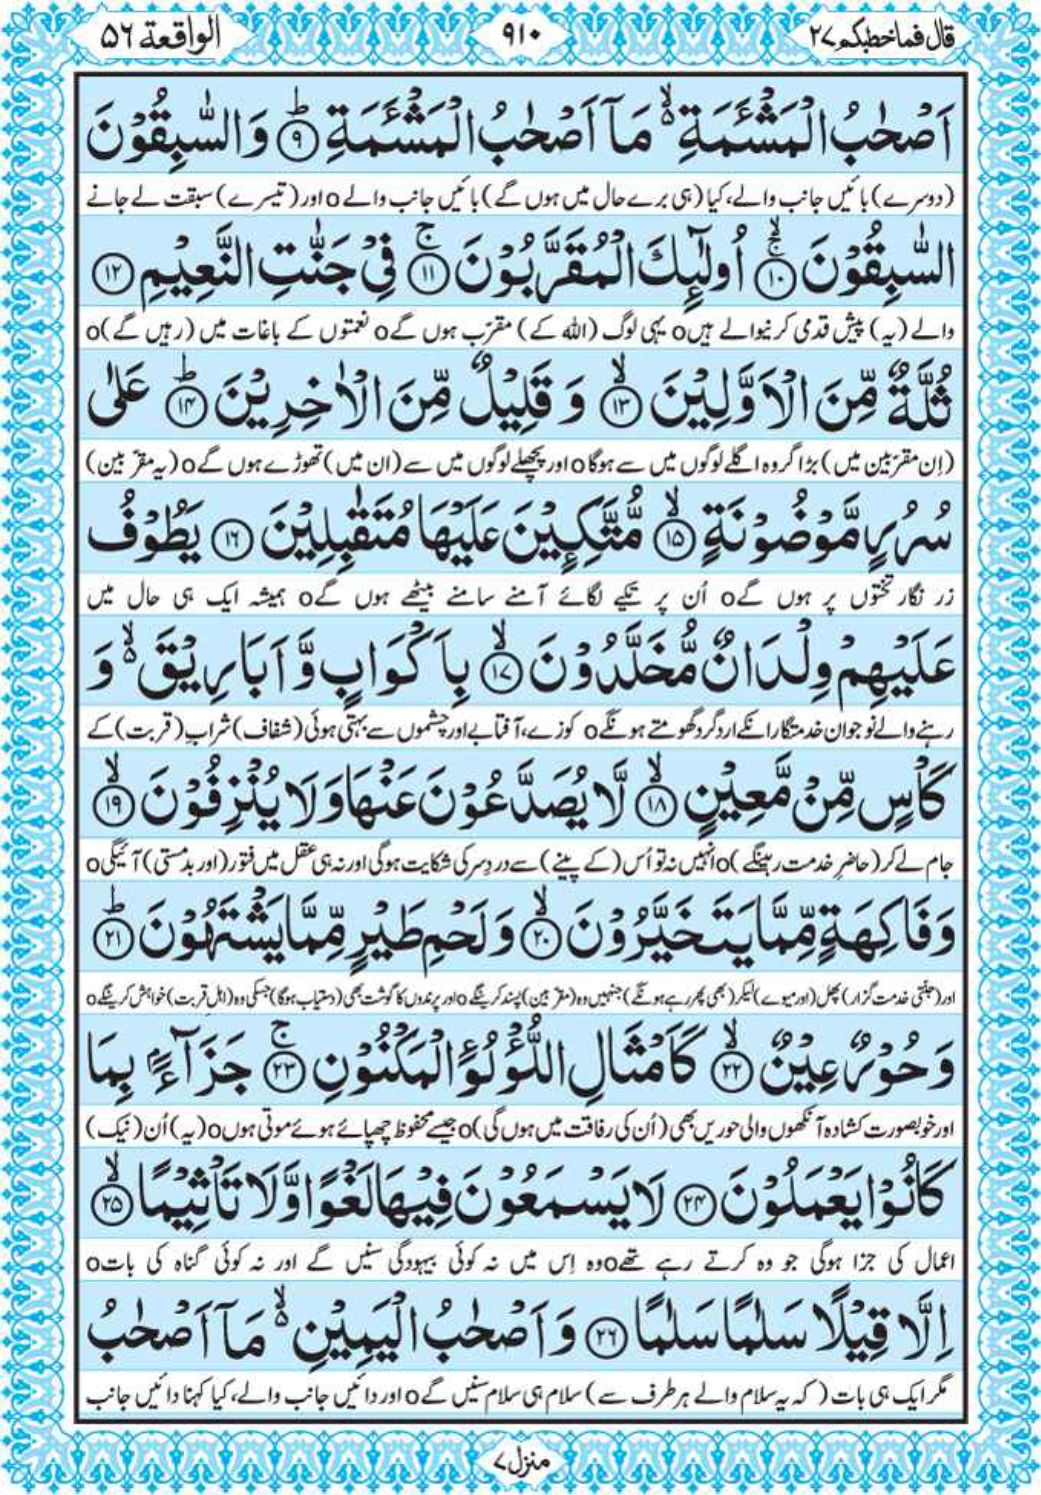 قال فماخطبکم ۲۷
۹۱۰
الواقعة ۵۶
اَصْحٰبُ الْمَشْـَٔمَةِ ۙ۬ مَاۤ اَصْحٰبُ الْمَشْـَٔمَةِ ؕ۹ وَ السّٰبِقُوْنَ
(دوسرے) بائیں جانب والے، کیا (ہی برے حال میں ہوں گے) بائیں جانب والے o اور (تیسرے) سبقت لے جانے
السّٰبِقُوْنَ ۚۙ۱۰ اُولٰٓىِٕكَ الْمُقَرَّبُوْنَ ۚ۱۱ فِیْ جَنّٰتِ النَّعِیْمِ ۱۲
والے (یہ) پیش قدمی کرنیوالے ہیں o یہی لوگ (اللہ کے) مقرّب ہوں گے o نعمتوں کے باغات میں (رہیں گے) o
ثُلَّةٌ مِّنَ الْاَوَّلِیْنَ ۙ۱۳ وَ قَلِیْلٌ مِّنَ الْاٰخِرِیْنَ ؕ۱۴ عَلٰی
(اِن مقرّبین میں) بڑا گروہ اگلے لوگوں میں سے ہوگا o اور پچھلے لوگوں میں سے (ان میں) تھوڑے ہوں گے o (یہ مقرّبین)
سُرُرٍ مَّوْضُوْنَةٍ ۙ۱۵ مُّتَّكِـِٕیْنَ عَلَیْهَا مُتَقٰبِلِیْنَ ۱۶ یَطُوْفُ
زر نگار تختوں پر ہوں گے o اُن پر تکیے لگائے آمنے سامنے بیٹھے ہوں گے o ہمیشہ ایک ہی حال میں
عَلَیْهِمْ وِلْدَانٌ مُّخَلَّدُوْنَ ۙ۱۷ بِاَكْوَابٍ وَّ اَبَارِیْقَ ۙ۬ وَ
رہنے والے نوجوان خدمتگار انکے اردگرد گھومتے ہونگے o کوزے، آفتابے اور چشموں سے بہتی ہوئی (شفاف) شرابِ (قربت) کے
كَاْسٍ مِّنْ مَّعِیْنٍ ۙ۱۸ لَّا یُصَدَّعُوْنَ عَنْهَا وَ لَا یُنْزِفُوْنَ ۙ۱۹
جام لے کر (حاضرِ خدمت رہینگے) o انہیں نہ تو اُس (کے پینے) سے دردِ سر کی شکایت ہوگی اور نہ ہی عقل میں فتور (اور بدمستی) آئیگی o
وَ فَاكِهَةٍ مِّمَّا یَتَخَیَّرُوْنَ ۙ۲۰ وَ لَحْمِ طَیْرٍ مِّمَّا یَشْتَهُوْنَ ؕ۲۱
اور (جنتی خدمت گزار) پھل (اور میوے) لیکر (بھی پھر رہے ہونگے) جنہیں وہ (مقرّبین) پسند کرینگے o اور پرندوں کا گوشت بھی (دستیاب ہوگا) جسکی وہ (اہلِ قربت) خواہش کرینگے o
وَ حُوْرٌ عِیْنٌ ۙ۲۲ كَاَمْثَالِ اللُّؤْلُؤِ الْمَكْنُوْنِ ۚ۲۳ جَزَآءًۢ بِمَا
اور خوبصورت کشادہ آنکھوں والی حوریں بھی (اُن کی رفاقت میں ہوں گی) o جیسے محفوظ چھپائے ہوئے موتی ہوں o (یہ) اُن (نیک)
كَانُوْا یَعْمَلُوْنَ ۲۴ لَا یَسْمَعُوْنَ فِیْهَا لَغْوًا وَّ لَا تَاْثِیْمًا ۙ۲۵
اعمال کی جزا ہوگی جو وہ کرتے رہے تھے o وہ اِس میں نہ کوئی بیہودگی سنیں گے اور نہ کوئی گناہ کی بات o
اِلَّا قِیْلًا سَلٰمًا سَلٰمًا ۲۶ وَ اَصْحٰبُ الْیَمِیْنِ ۙ۬ مَاۤ اَصْحٰبُ
مگر ایک ہی بات (کہ یہ سلام والے ہر طرف سے) سلام ہی سلام سنیں گے o اور دائیں جانب والے، کیا کہنا دائیں جانب
منزل ۷